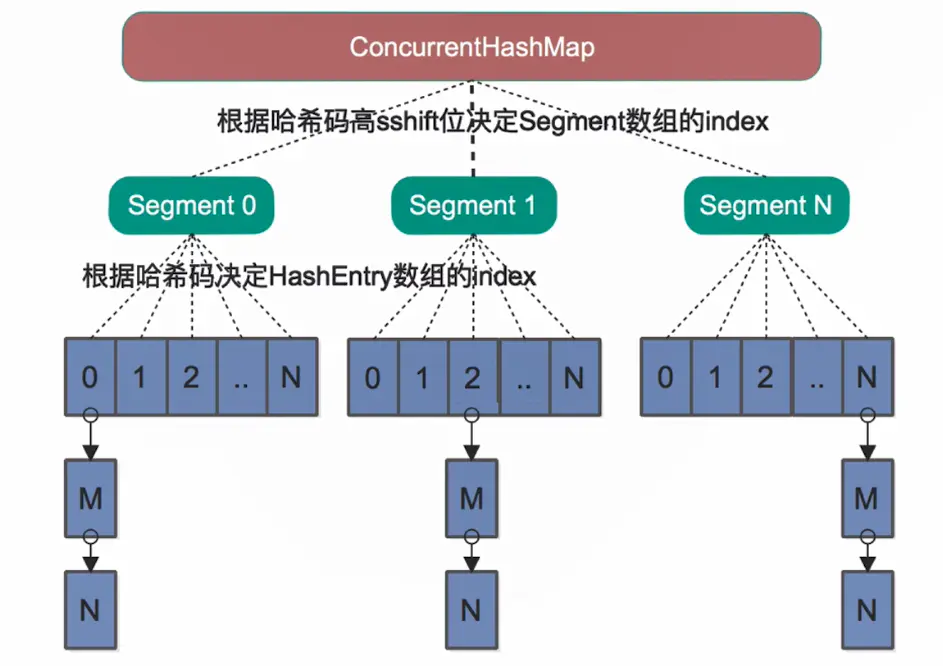 ConcurrentHashMap
根据哈希码高sshift位决定Segment数组的index
Segment 0
Segment 1
Segment N
根据哈希码决定HashEntry数组的index
0 1 2 .. N
0 1 2 .. N
0 1 2 .. N
M
M
M
N
N
N